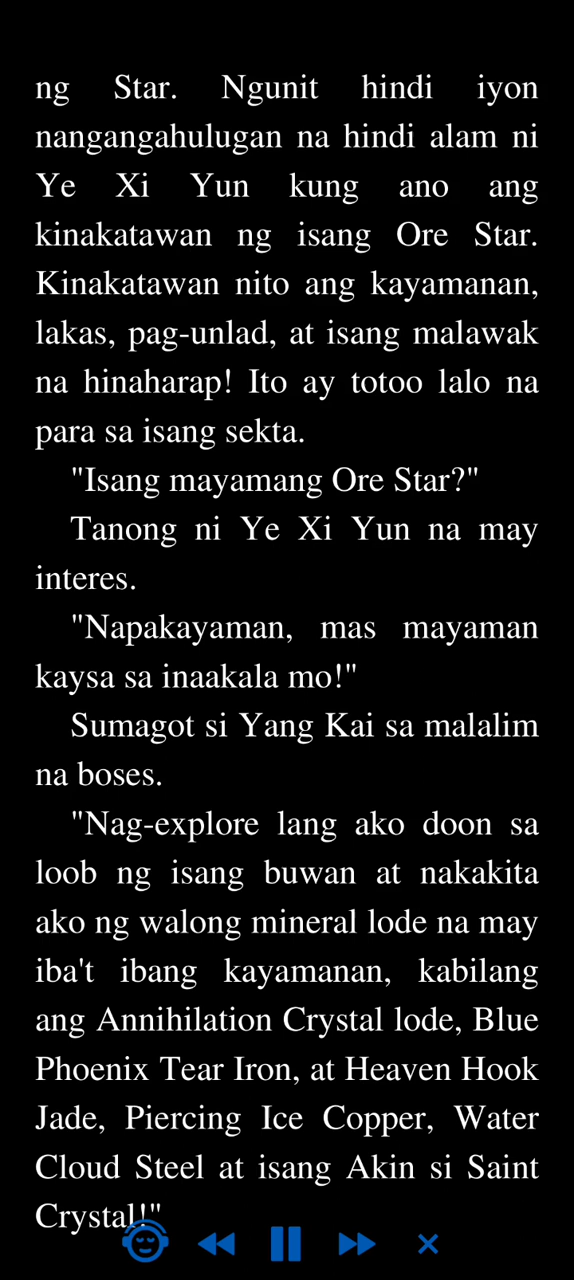 ng Star. Ngunit hindi iyon
nangangahulugan na hindi alam ni
Ye Xi Yun kung ano ang
kinakatawan ng isang Ore Star.
Kinakatawan nito ang kayamanan,
lakas, pag-unlad, at isang malawak
na hinaharap! Ito ay totoo lalo na
para sa isang sekta.
"Isang mayamang Ore Star?"
Tanong ni Ye Xi Yun na may
interes.
"Napakayaman, mas mayaman
kaysa sa inaakala mo!"
Sumagot si Yang Kai sa malalim
na boses.
"Nag-explore lang ako doon sa
loob ng isang buwan at nakakita
ako ng walong mineral lode na may
iba't ibang kayamanan, kabilang
ang Annihilation Crystal lode, Blue
Phoenix Tear Iron, at Heaven Hook
Jade, Piercing Ice Copper, Water
Cloud Steel at isang Akin si Saint
Crystal!"